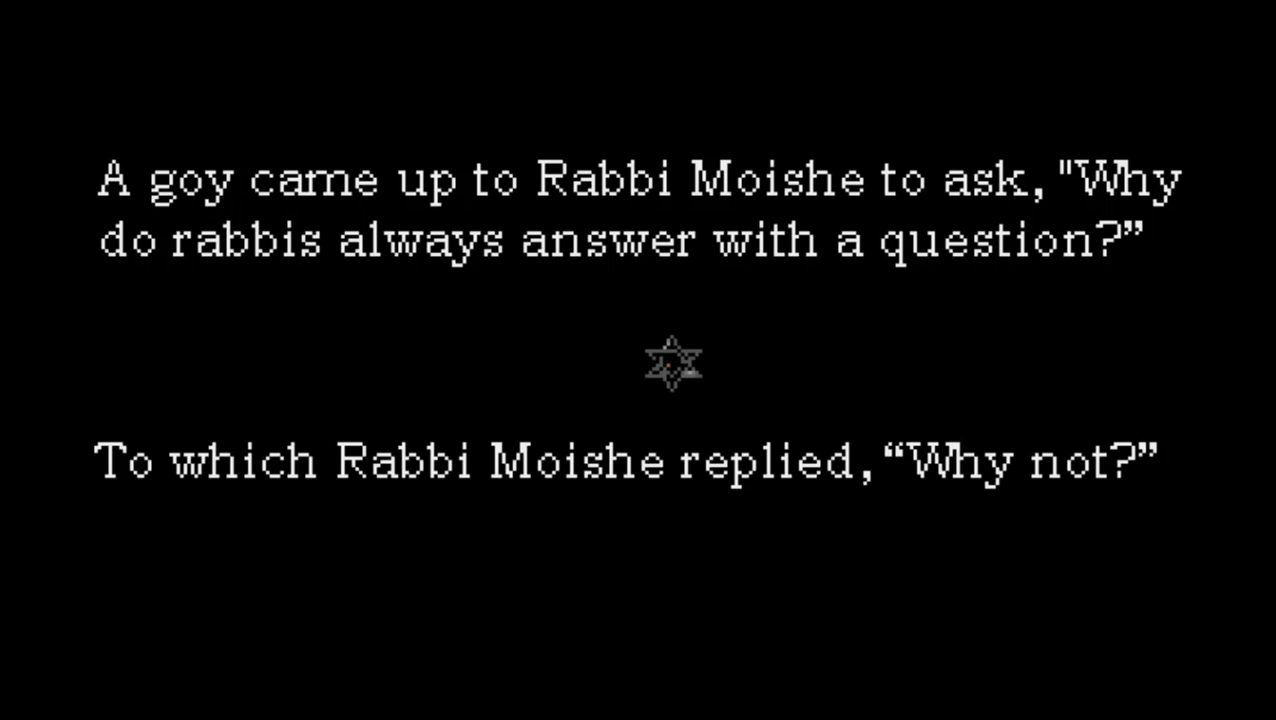 A goy came up to Rabbi Moishe to ask, "Why
do rabbis always answer with a question?”
To which Rabbi Moishe replied, “Why not?”